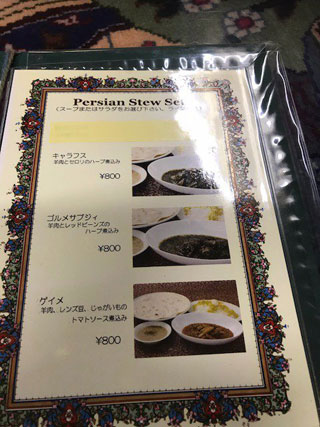 Persian Stew Set
(スープまたはサラダをお選び下さい。
キャラフス
羊肉とセロリのハーブ煮込み
¥800
ゴルメサブジィ
羊肉とレッドビーンズの
ハーブ煮込み
¥800
ゲイメ
羊肉、レンズ豆、じゃがいもの
トマトソース煮込み
¥800